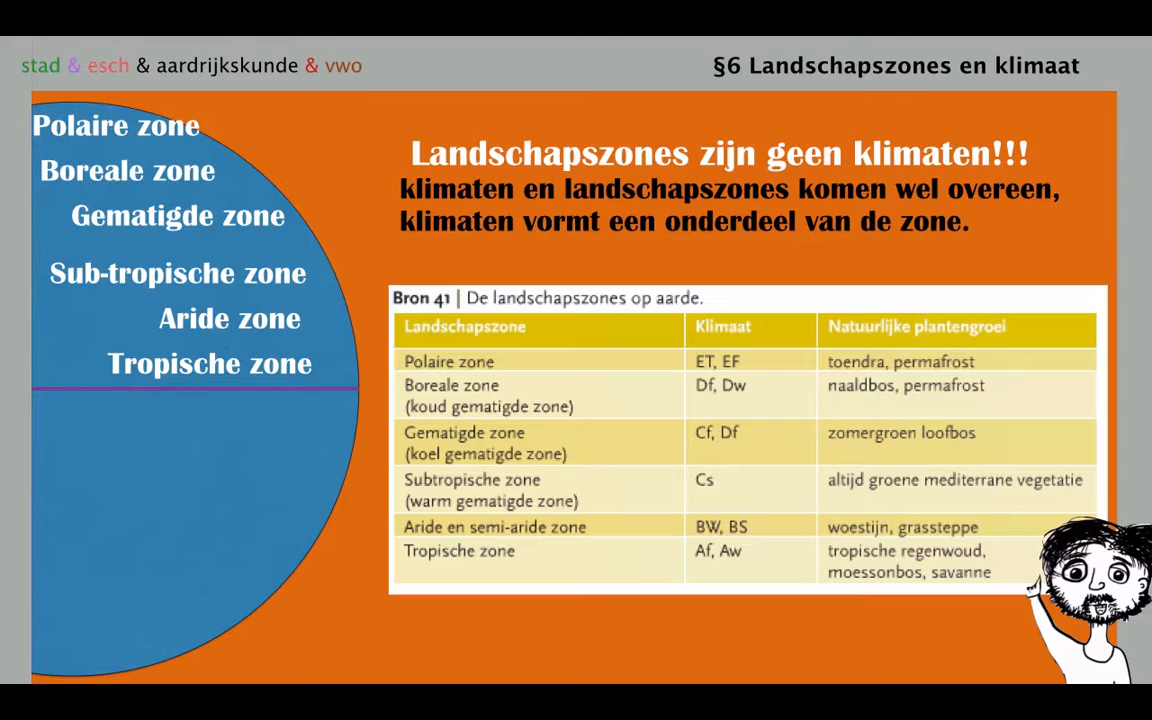 stad & esch & aardrijkskunde & vwo
§6 Landschapszones en klimaat
Polaire zone
Boreale zone
Gematigde zone
Sub-tropische zone
Aride zone
Tropische zone
Landschapszones zijn geen klimaten!!!
klimaten en landschapszones komen wel overeen,
klimaten vormt een onderdeel van de zone.
Bron 41 | De landschapszones op aarde.
Landschapszone Klimaat Natuurlijke plantengroei
Polaire zone ET, EF toendra, permafrost
Boreale zone Df, Dw naaldbos, permafrost
(koud gematigde zone)
Gematigde zone Cf, Df zomergroen loofbos
(koel gematigde zone)
Subtropische zone Cs altijd groene mediterrane vegetatie
(warm gematigde zone)
Aride en semi-aride zone BW, BS woestijn, grassteppe
Tropische zone Af, Aw tropische regenwoud,
moessonbos, savanne